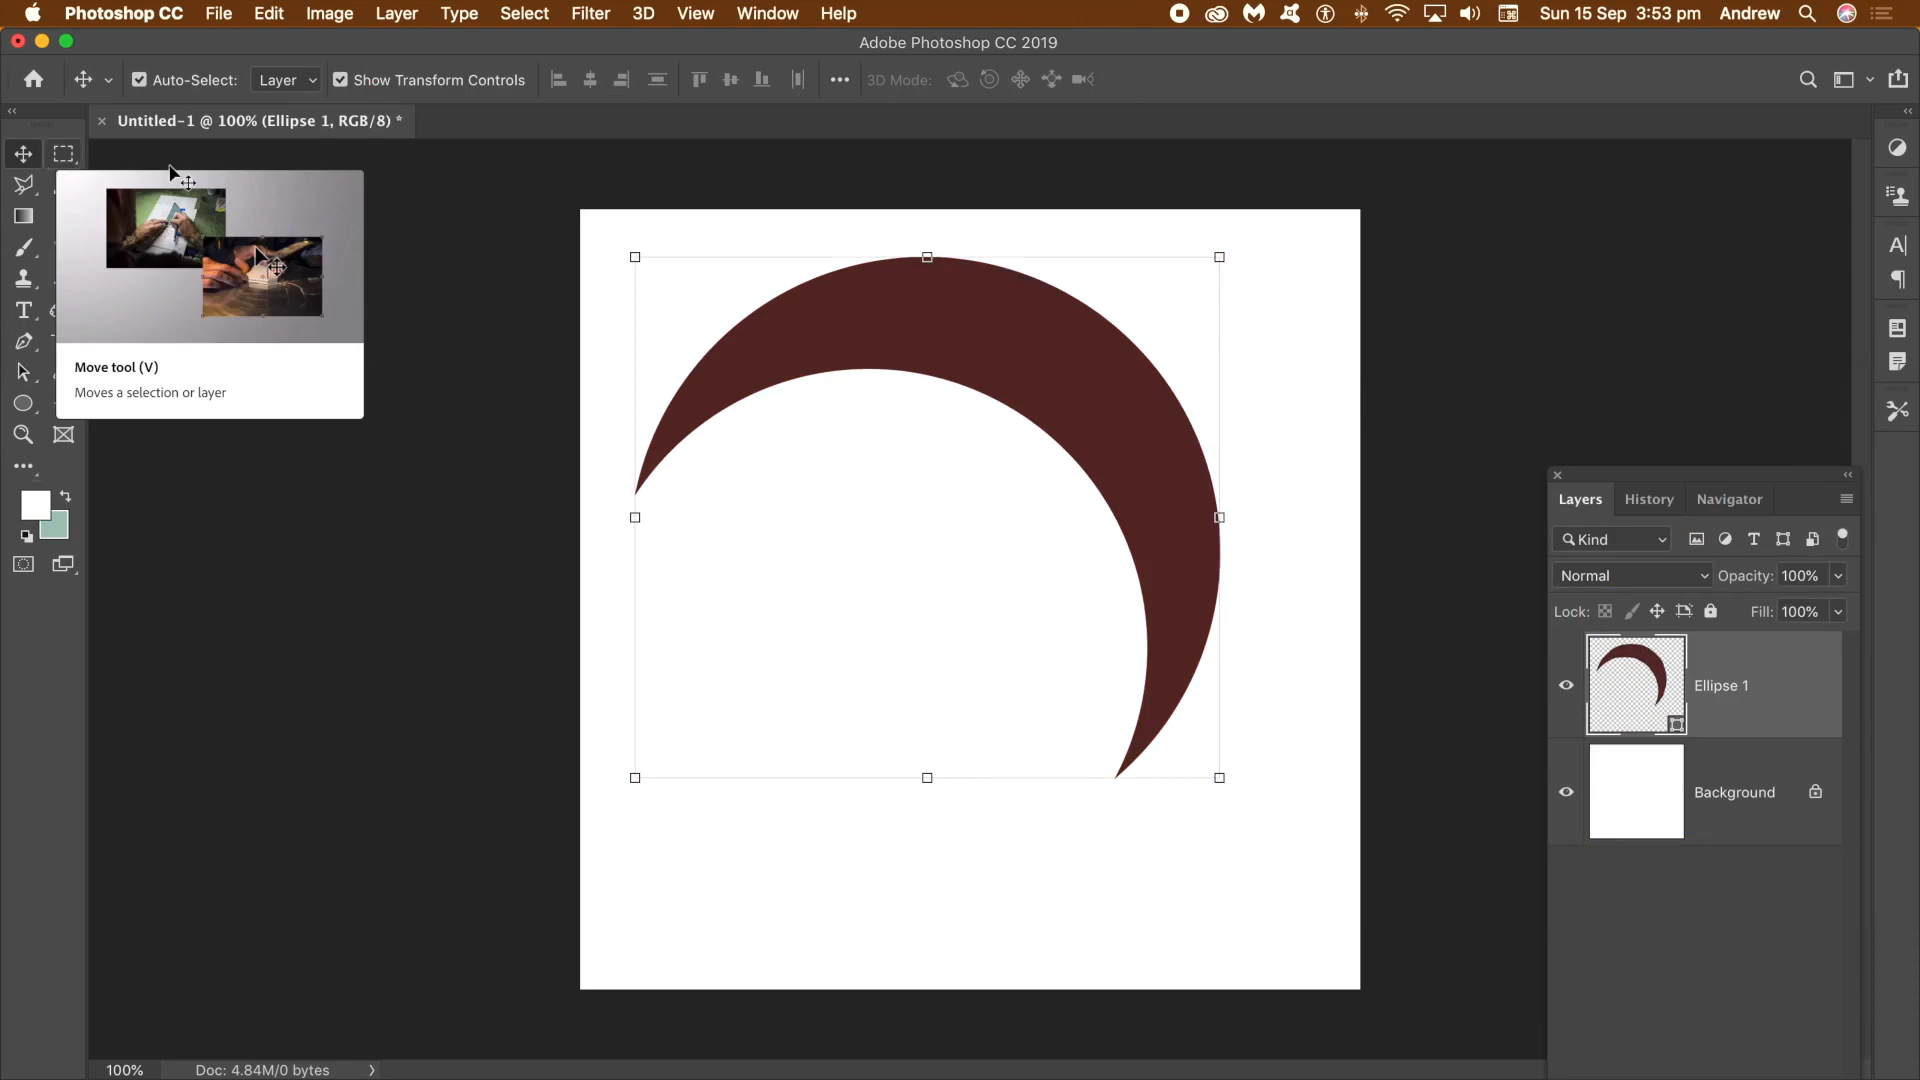 Photoshop CC File Edit Image Layer Type Select Filter 3D View Window Help Sun 15 Sep 3:53 pm Andrew
Adobe Photoshop CC 2019
Auto-Select: Layer Show Transform Controls 3D Mode:
Untitled-1 @ 100% (Ellipse 1, RGB/8) *
Move tool (V)
Moves a selection or layer
Layers History Navigator
Kind
Normal Opacity: 100%
Lock: Fill: 100%
Ellipse 1
Background
100% Doc: 4.84M/0 bytes